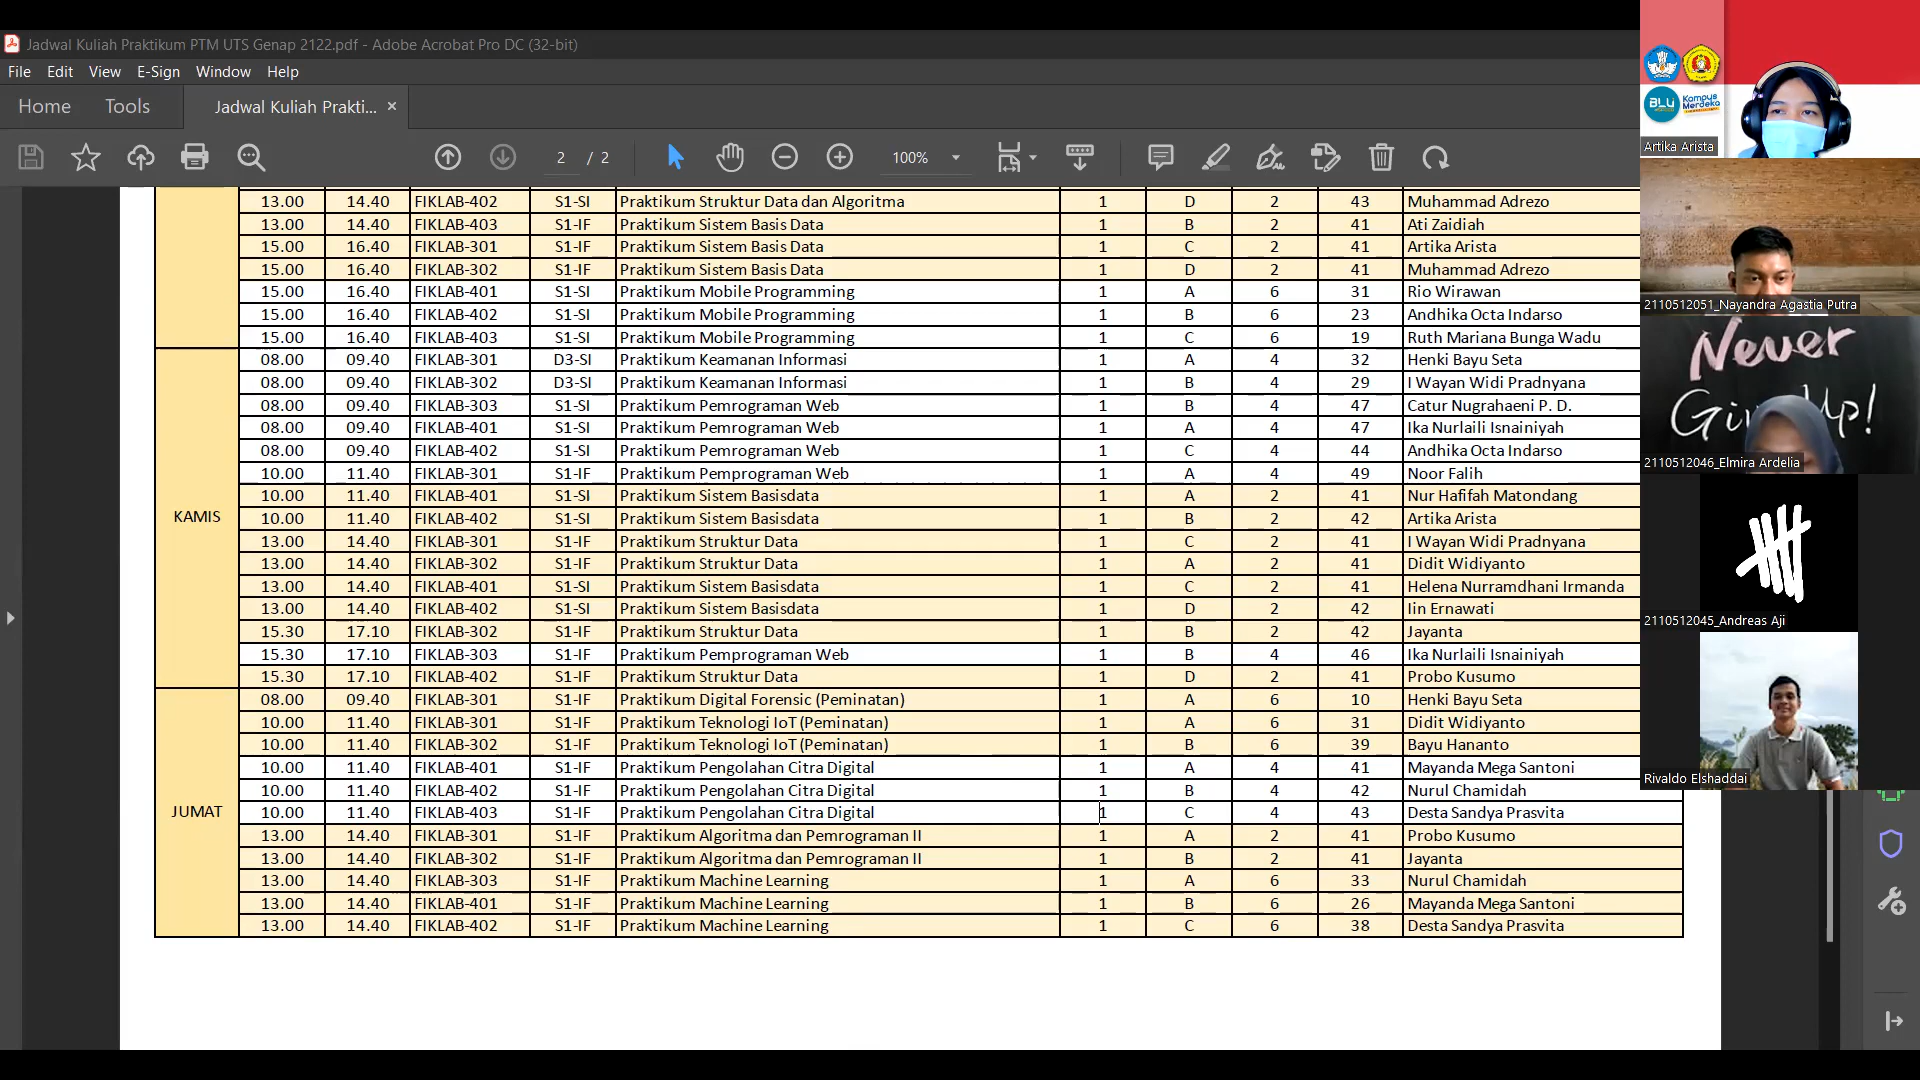 Jadwal Kuliah Praktikum PTM UTS Genap 2122.pdf - Adobe Acrobat Pro DC (32-bit)
File Edit View E-Sign Window Help
Home Tools Jadwal Kuliah Prakti... ×
2 / 2 100%
13.00 14.40 FIKLAB-402 S1-SI Praktikum Struktur Data dan Algoritma 1 D 2 43 Muhammad Adrezo
13.00 14.40 FIKLAB-403 S1-IF Praktikum Sistem Basis Data 1 B 2 41 Ati Zaidiah
15.00 16.40 FIKLAB-301 S1-IF Praktikum Sistem Basis Data 1 C 2 41 Artika Arista
15.00 16.40 FIKLAB-302 S1-IF Praktikum Sistem Basis Data 1 D 2 41 Muhammad Adrezo
15.00 16.40 FIKLAB-401 S1-SI Praktikum Mobile Programming 1 A 6 31 Rio Wirawan
15.00 16.40 FIKLAB-402 S1-SI Praktikum Mobile Programming 1 B 6 23 Andhika Octa Indarso
15.00 16.40 FIKLAB-403 S1-SI Praktikum Mobile Programming 1 C 6 19 Ruth Mariana Bunga Wadu
KAMIS
08.00 09.40 FIKLAB-301 D3-SI Praktikum Keamanan Informasi 1 A 4 32 Henki Bayu Seta
08.00 09.40 FIKLAB-302 D3-SI Praktikum Keamanan Informasi 1 B 4 29 I Wayan Widi Pradnyana
08.00 09.40 FIKLAB-303 S1-SI Praktikum Pemrograman Web 1 B 4 47 Catur Nugrahaeni P. D.
08.00 09.40 FIKLAB-401 S1-SI Praktikum Pemrograman Web 1 A 4 47 Ika Nurlaili Isnainiyah
08.00 09.40 FIKLAB-402 S1-SI Praktikum Pemrograman Web 1 C 4 44 Andhika Octa Indarso
10.00 11.40 FIKLAB-301 S1-IF Praktikum Pemprograman Web 1 A 4 49 Noor Falih
10.00 11.40 FIKLAB-401 S1-SI Praktikum Sistem Basisdata 1 A 2 41 Nur Hafifah Matondang
10.00 11.40 FIKLAB-402 S1-SI Praktikum Sistem Basisdata 1 B 2 42 Artika Arista
13.00 14.40 FIKLAB-301 S1-IF Praktikum Struktur Data 1 C 2 41 I Wayan Widi Pradnyana
13.00 14.40 FIKLAB-302 S1-IF Praktikum Struktur Data 1 A 2 41 Didit Widiyanto
13.00 14.40 FIKLAB-401 S1-SI Praktikum Sistem Basisdata 1 C 2 41 Helena Nurramdhani Irmanda
13.00 14.40 FIKLAB-402 S1-SI Praktikum Sistem Basisdata 1 D 2 42 Iin Ernawati
15.30 17.10 FIKLAB-302 S1-IF Praktikum Struktur Data 1 B 2 42 Jayanta
15.30 17.10 FIKLAB-303 S1-IF Praktikum Pemprograman Web 1 B 4 46 Ika Nurlaili Isnainiyah
15.30 17.10 FIKLAB-402 S1-IF Praktikum Struktur Data 1 D 2 41 Probo Kusumo
JUMAT
08.00 09.40 FIKLAB-301 S1-IF Praktikum Digital Forensic (Peminatan) 1 A 6 10 Henki Bayu Seta
10.00 11.40 FIKLAB-301 S1-IF Praktikum Teknologi IoT (Peminatan) 1 A 6 31 Didit Widiyanto
10.00 11.40 FIKLAB-302 S1-IF Praktikum Teknologi IoT (Peminatan) 1 B 6 39 Bayu Hananto
10.00 11.40 FIKLAB-401 S1-IF Praktikum Pengolahan Citra Digital 1 A 4 41 Mayanda Mega Santoni
10.00 11.40 FIKLAB-402 S1-IF Praktikum Pengolahan Citra Digital 1 B 4 42 Nurul Chamidah
10.00 11.40 FIKLAB-403 S1-IF Praktikum Pengolahan Citra Digital 1 C 4 43 Desta Sandya Prasvita
13.00 14.40 FIKLAB-301 S1-IF Praktikum Algoritma dan Pemrograman II 1 A 2 41 Probo Kusumo
13.00 14.40 FIKLAB-302 S1-IF Praktikum Algoritma dan Pemrograman II 1 B 2 41 Jayanta
13.00 14.40 FIKLAB-303 S1-IF Praktikum Machine Learning 1 A 6 33 Nurul Chamidah
13.00 14.40 FIKLAB-401 S1-IF Praktikum Machine Learning 1 B 6 26 Mayanda Mega Santoni
13.00 14.40 FIKLAB-402 S1-IF Praktikum Machine Learning 1 C 6 38 Desta Sandya Prasvita
BLU
Kampus
Merdeka
Artika Arista
2110512051_Nayandra Agastia Putra
Never
Give Up!
2110512046_Elmira Ardelia
2110512045_Andreas Aji
Rivaldo Elshaddai